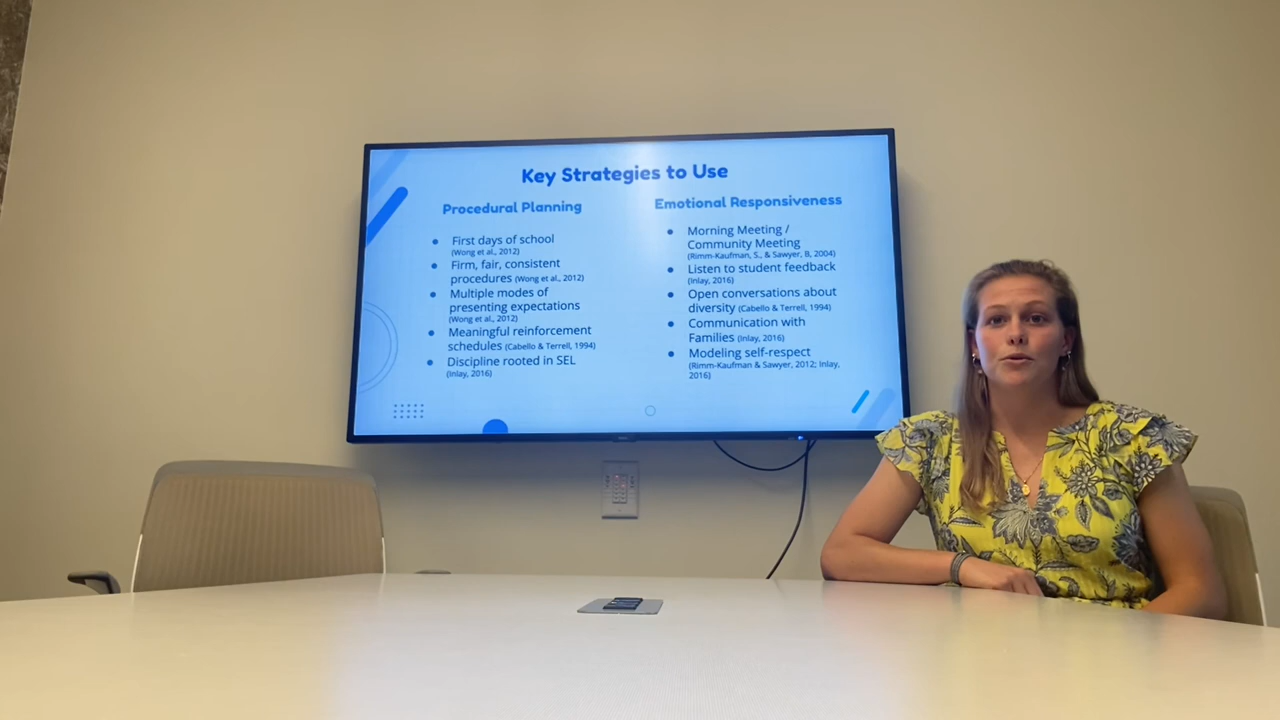 Key Strategies to Use
Procedural Planning
First days of school
(Wong et al., 2012)
Firm, fair, consistent
procedures (Wong et al., 2012)
Multiple modes of
presenting expectations
(Wong et al., 2012)
Meaningful reinforcement
schedules (Cabello & Terrell, 1994)
Discipline rooted in SEL
(Inlay, 2016)
Emotional Responsiveness
Morning Meeting /
Community Meeting
(Rimm-Kaufman, S., & Sawyer, B, 2004)
Listen to student feedback
(Inlay, 2016)
Open conversations about
diversity (Cabello & Terrell, 1994)
Communication with
Families (Inlay, 2016)
Modeling self-respect
(Rimm-Kaufman & Sawyer, 2012; Inlay,
2016)